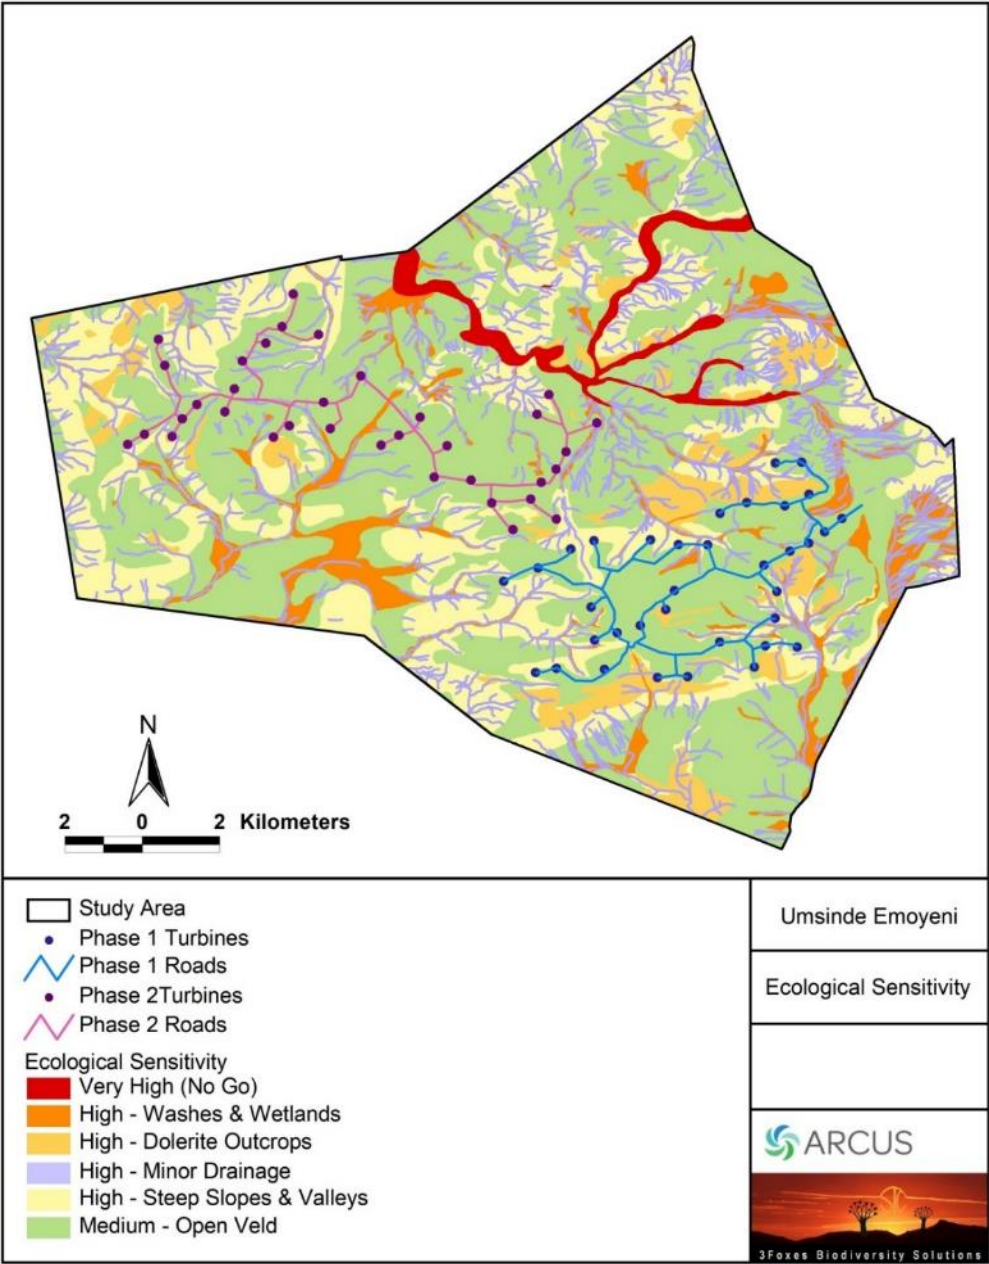 N
2 0 2 Kilometers
Study Area
Phase 1 Turbines
Phase 1 Roads
Phase 2Turbines
Phase 2 Roads
Ecological Sensitivity
Very High (No Go)
High - Washes & Wetlands
High - Dolerite Outcrops
High - Minor Drainage
High - Steep Slopes & Valleys
Medium - Open Veld
Umsinde Emoyeni
Ecological Sensitivity
ARCUS
3Foxes Biodiversity Solutions